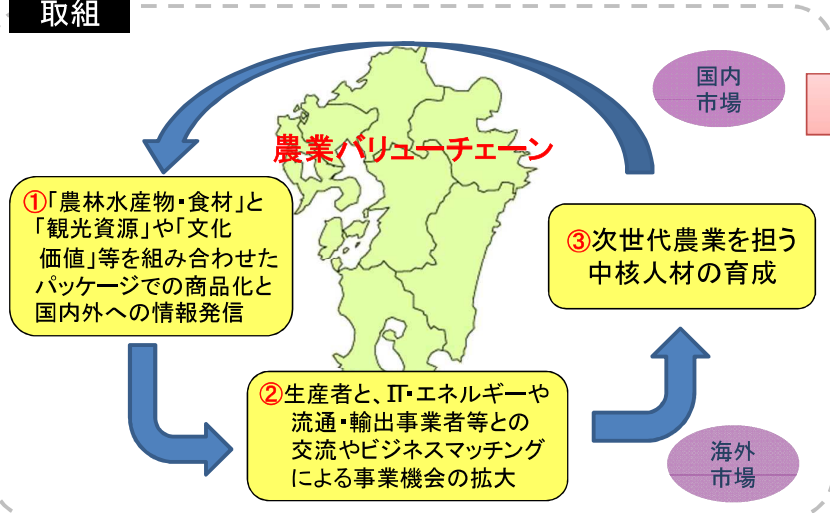 取組
国内
市場
農業バリューチェーン
①「農林水産物・食材」と
「観光資源」や「文化
価値」等を組み合わせた
パッケージでの商品化と
国内外への情報発信
③次世代農業を担う
中核人材の育成
②生産者と、IT・エネルギーや
流通・輸出事業者等との
交流やビジネスマッチング
による事業機会の拡大
海外
市場